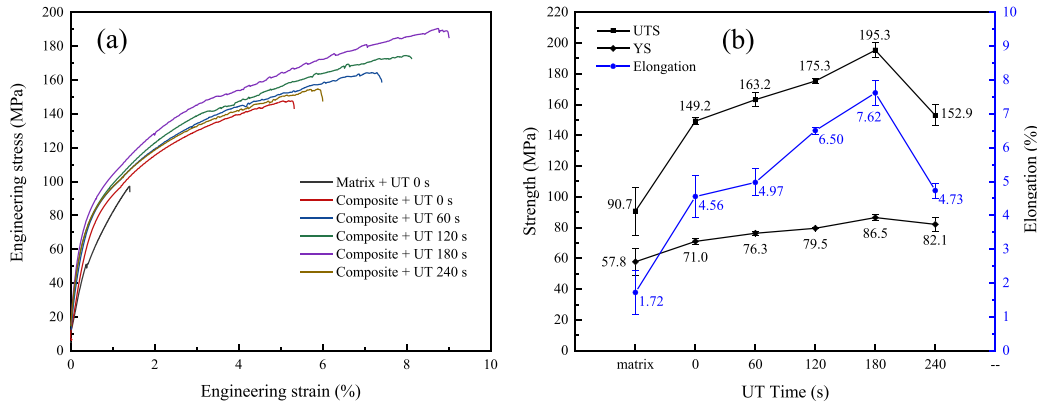 (a)
Engineering stress (MPa)
200
180
160
140
120
100
80
60
40
20
0
Matrix + UT 0 s
Composite + UT 0 s
Composite + UT 60 s
Composite + UT 120 s
Composite + UT 180 s
Composite + UT 240 s
0 2 4 6 8 10
Engineering strain (%)
(b)
UTS
YS
Elongation
Strength (MPa)
220
200
180
160
140
120
100
80
60
40
20
0
195.3
175.3
163.2
149.2
152.9
90.7
7.62
6.50
4.97
4.56
4.73
1.72
57.8
71.0
76.3
79.5
86.5
82.1
10
9
8
7
6
5
4
3
2
1
0
Elongation (%)
matrix 0 60 120 180 240 --
UT Time (s)